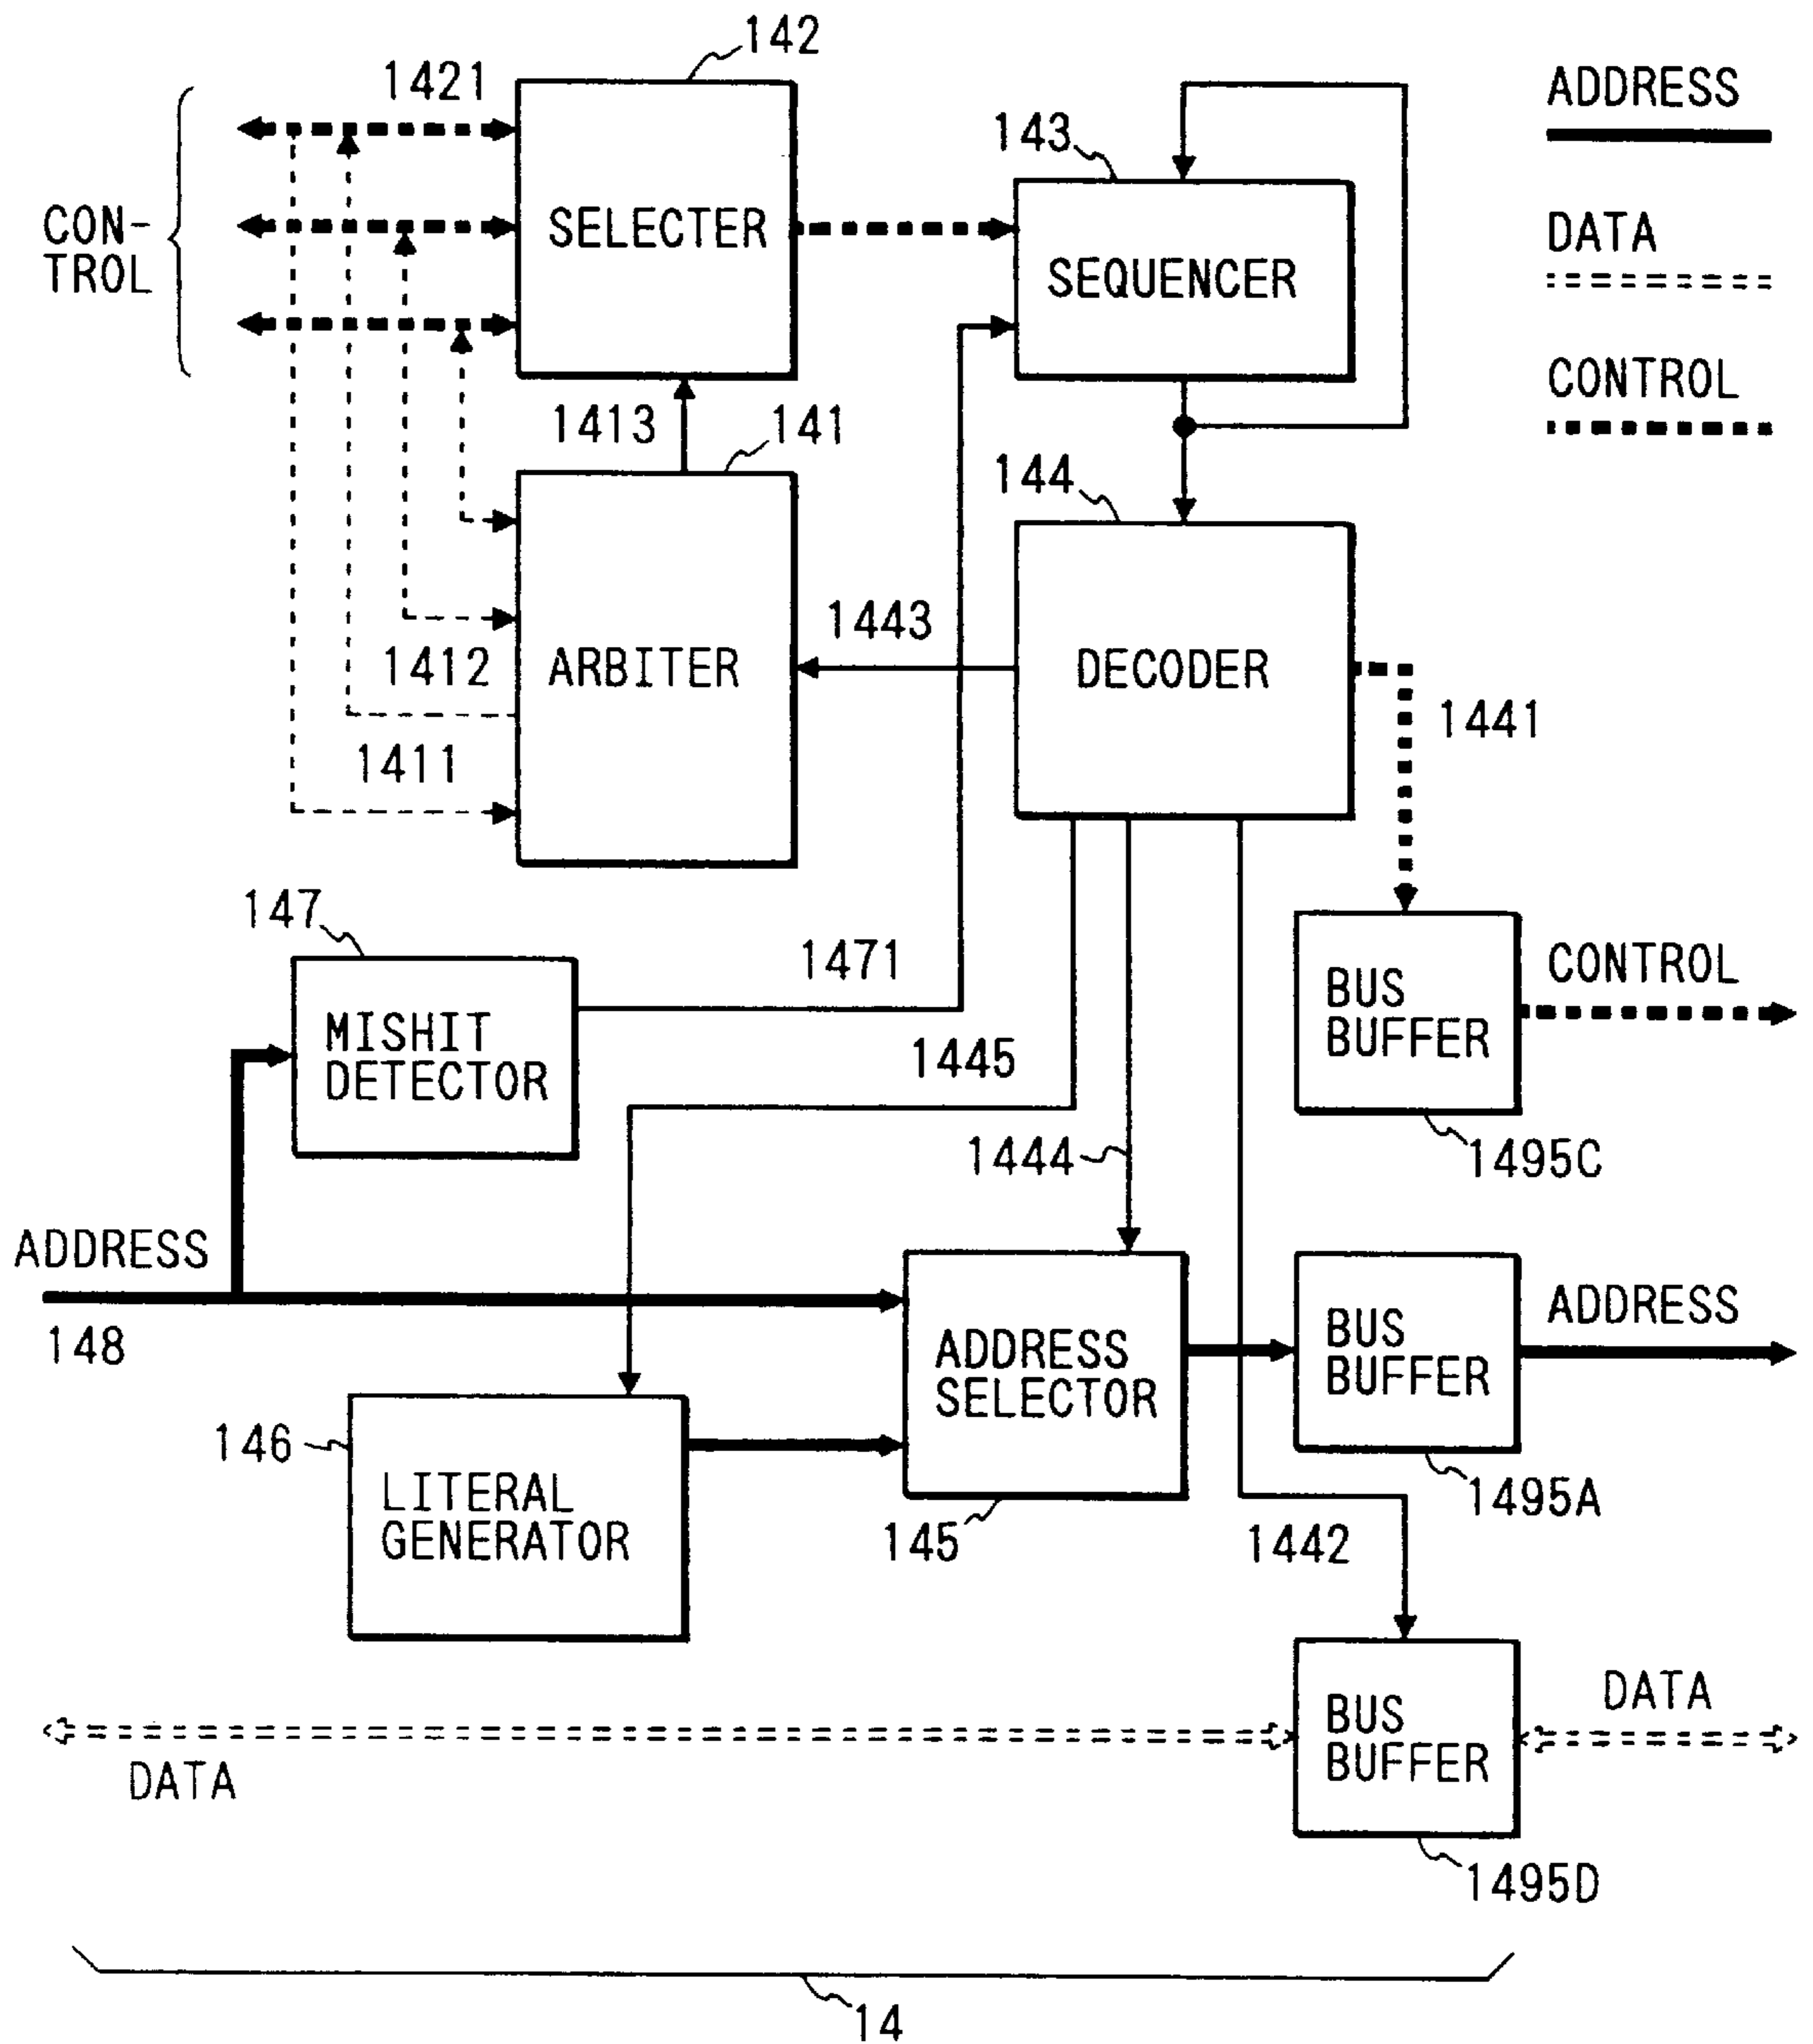 142
1421
ADDRESS
143
CON-
TROL
SELECTER
DATA
SEQUENCER
CONTROL
1413
141
144
1443
1412
ARBITER
DECODER
1441
1411
147
1471
BUS
BUFFER
CONTROL
MISHIT
DETECTOR
1445
1444
1495C
ADDRESS
148
ADDRESS
SELECTOR
BUS
BUFFER
ADDRESS
146
LITERAL
GENERATOR
145
1442
1495A
DATA
BUS
BUFFER
DATA
1495D
14